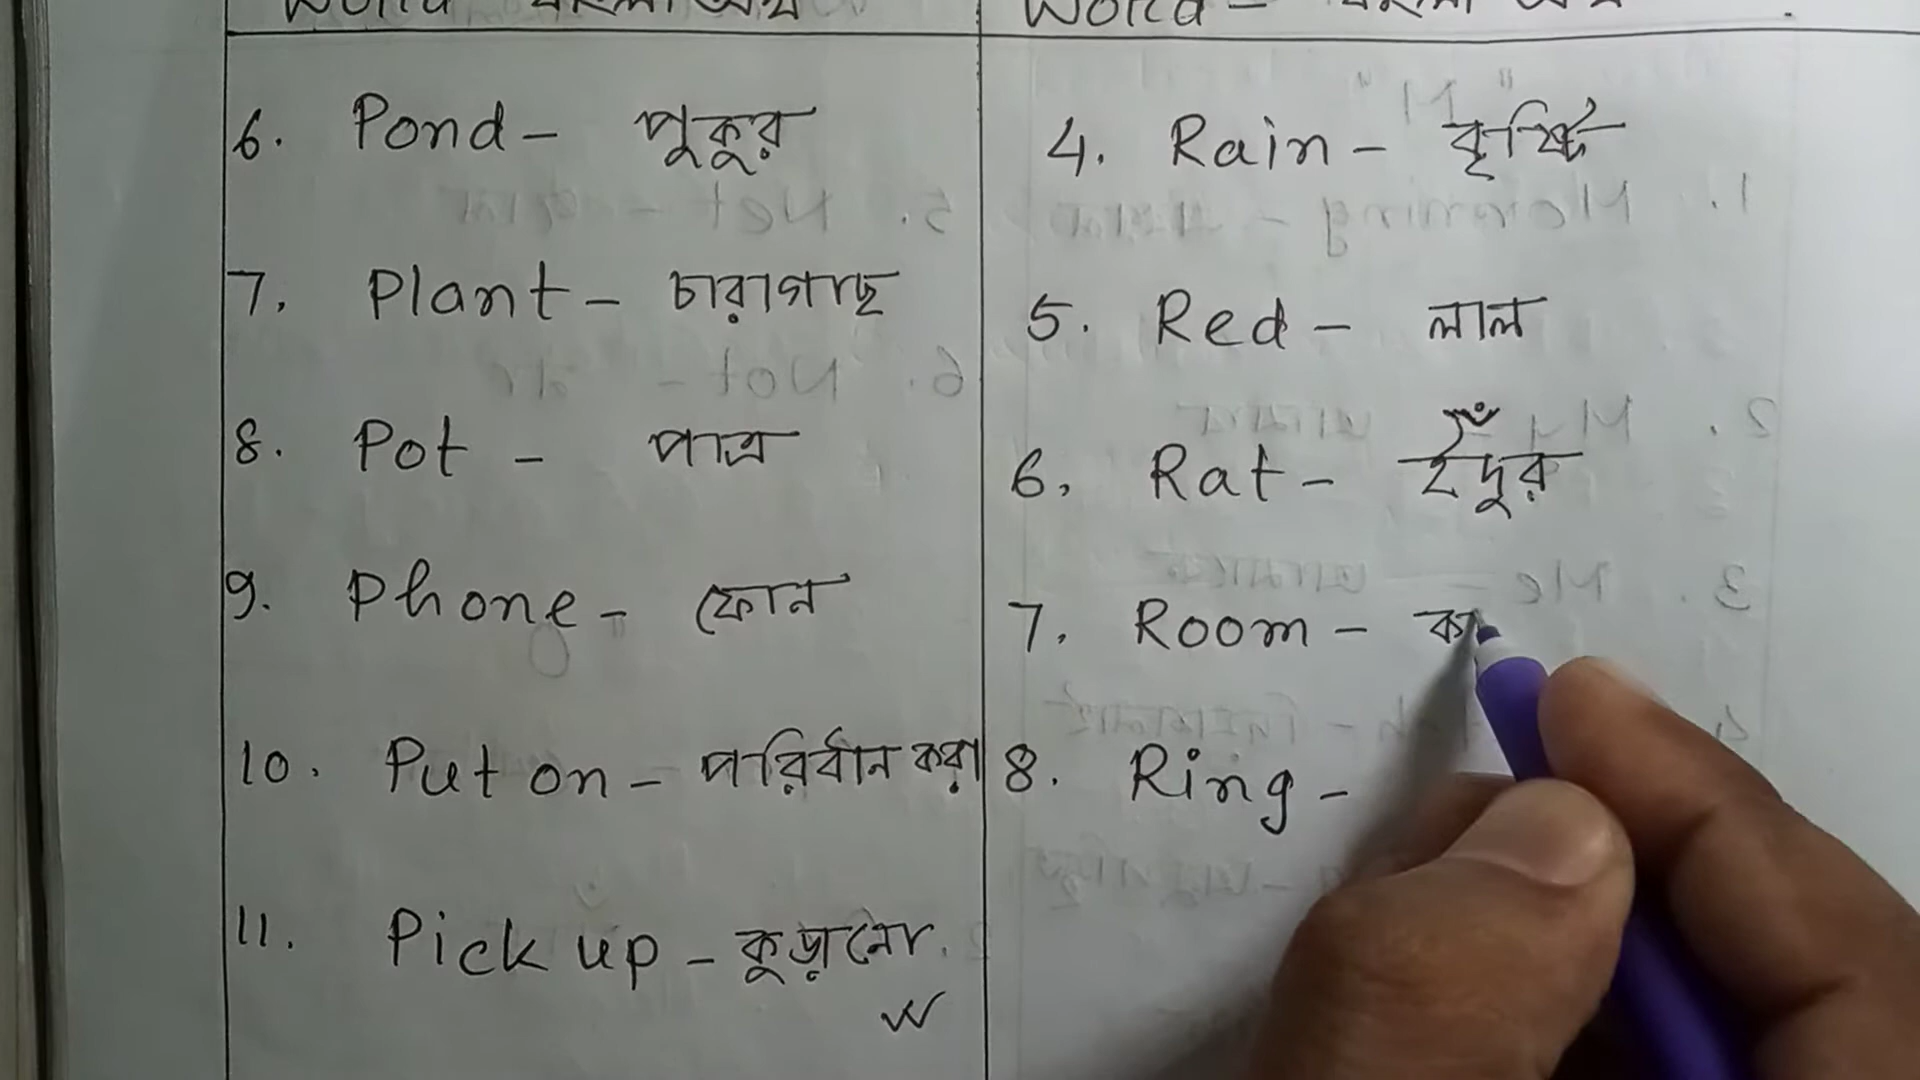 6. Pond - পুকুর
7. Plant - চারাগাছ
8. Pot - পাত্র
9. Phone - ফোন
10. Put on - পরিধান করা
11. Pick up - কুড়ানো
4. Rain - বৃষ্টি
5. Red - লাল
6. Rat - ইঁদুর
7. Room - ক
8. Ring -